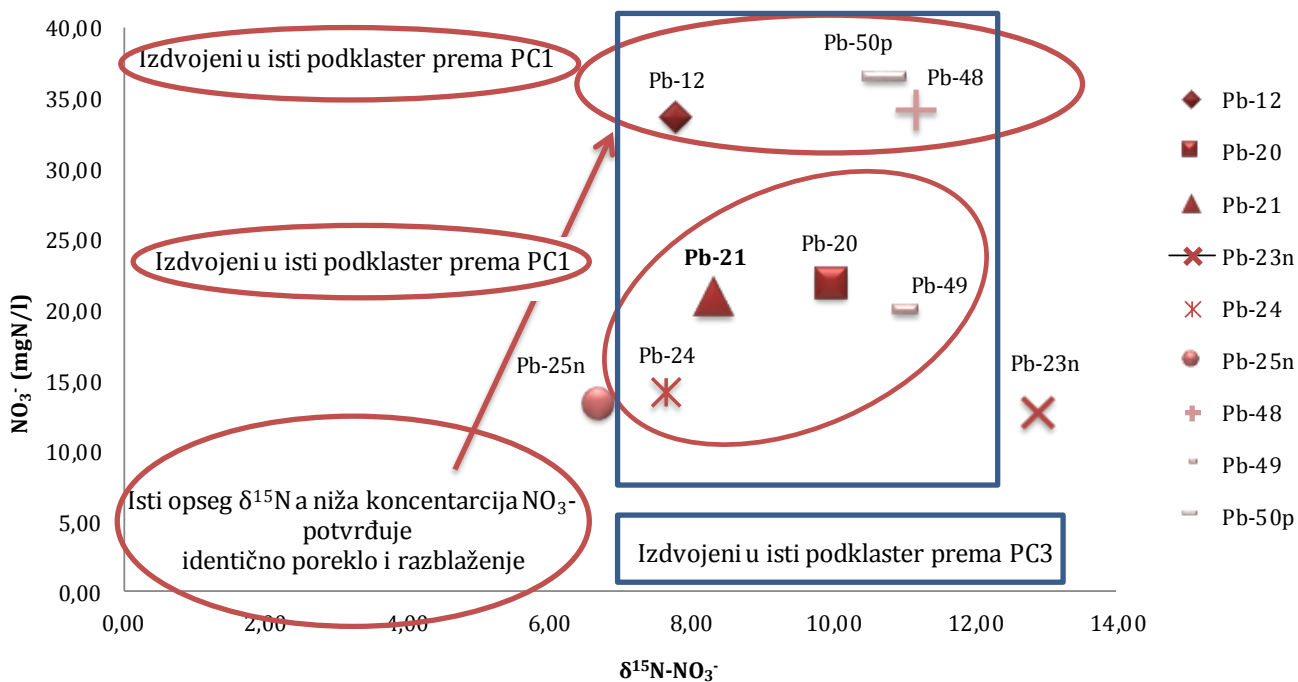 40,00
35,00
30,00
25,00
20,00
15,00
10,00
5,00
0,00
NO₃⁻ (mgN/l)
Izdvojeni u isti podklaster prema PC1
Pb-50p
Pb-12
Pb-48
Izdvojeni u isti podklaster prema PC1
Pb-21
Pb-20
Pb-49
Pb-25n
Pb-24
Pb-23n
Isti opseg δ¹⁵N a niža koncentarcija NO₃-
potvrđuje
identično poreklo i razblaženje
Izdvojeni u isti podklaster prema PC3
0,00 2,00 4,00 6,00 8,00 10,00 12,00 14,00
δ¹⁵N-NO₃⁻
Pb-12
Pb-20
Pb-21
Pb-23n
Pb-24
Pb-25n
Pb-48
Pb-49
Pb-50p